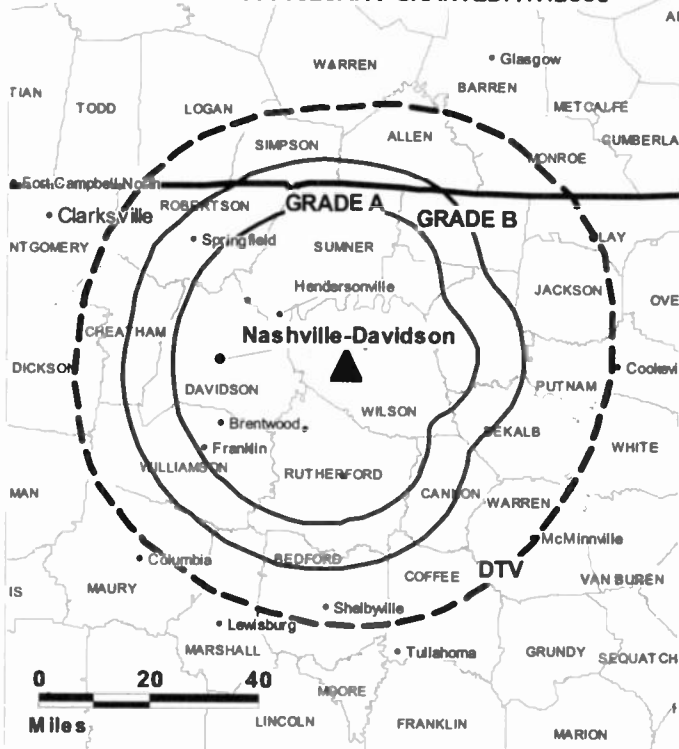 Glasgow
WARREN
BARREN
TIAN
TODD
LOGAN
METCALFE
ALLEN
SIMPSON
CUMBERLA
MONROE
Fort Campbell North
ROBERTSON
GRADE A
GRADE B
Clarksville
Springfield
NTGOMERY
SUMNER
LAY
Hendersonville
JACKSON
OVE
CHEATHAM
Nashville-Davidson
DICKSON
Cookevi
DAVIDSON
PUTNAM
WILSON
Brentwood
DEKALB
Franklin
WHITE
WILLIAMSON
RUTHERFORD
MAN
CANNON
WARREN
McMinnville
Columbia
BEDFORD
COFFEE
DTV
VAN BUREN
IS
MAURY
Shelbyville
Lewisburg
MARSHALL
Tullahoma
GRUNDY
SEQUATCH
0 20 40
MOORE
Miles
LINCOLN
FRANKLIN
MARION